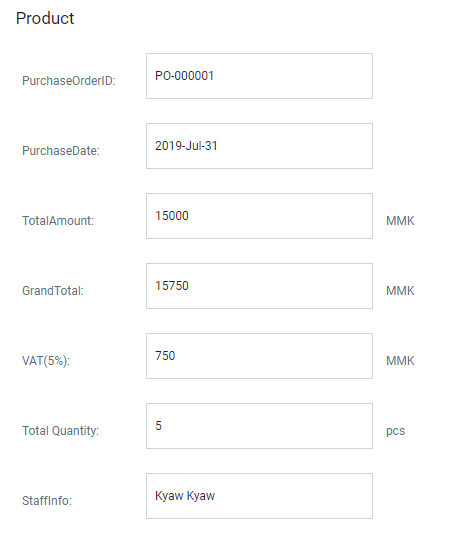 Product
PurchaseOrderID: PO-000001
PurchaseDate: 2019-Jul-31
TotalAmount: 15000 MMK
GrandTotal: 15750 MMK
VAT(5%): 750 MMK
Total Quantity: 5 pcs
StaffInfo: Kyaw Kyaw